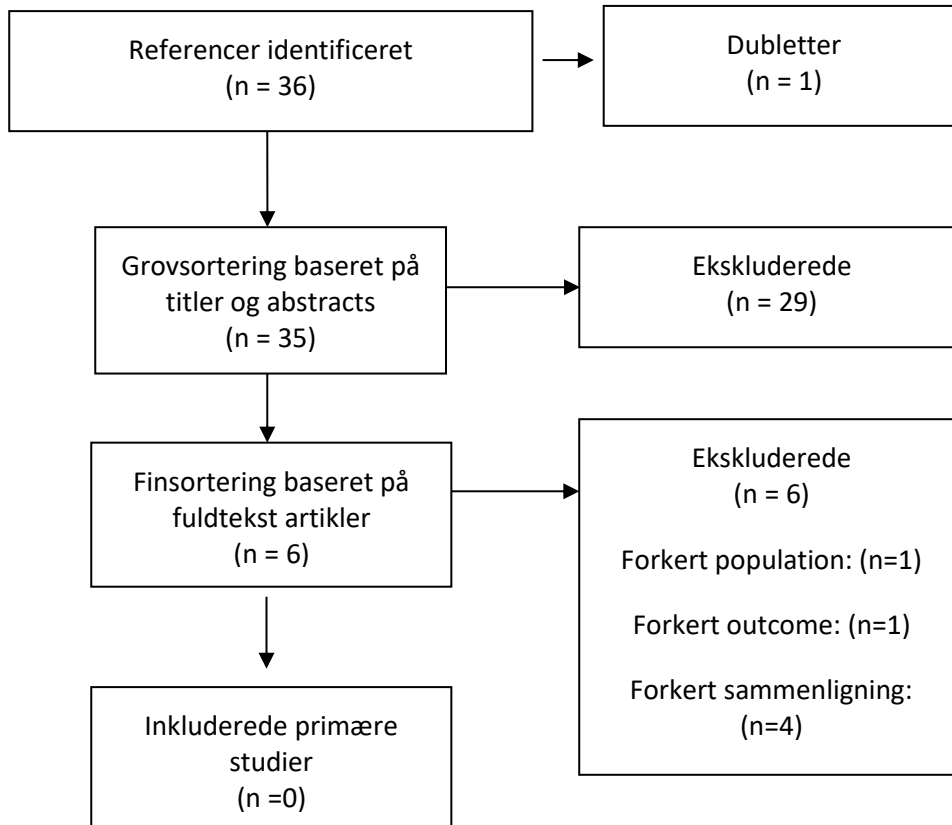 Referencer identificeret
(n = 36)
Dubletter
(n = 1)
Grovsortering baseret på
titler og abstracts
(n = 35)
Ekskluderede
(n = 29)
Finsortering baseret på
fuldtekst artikler
(n = 6)
Ekskluderede
(n = 6)
Forkert population: (n=1)
Forkert outcome: (n=1)
Forkert sammenligning:
(n=4)
Inkluderede primære
studier
(n =0)